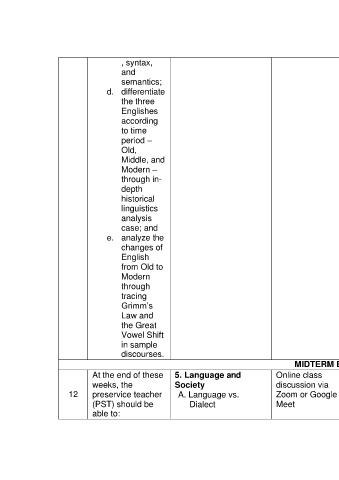 , syntax,
and
semantics;
d. differentiate
the three
Englishes
according
to time
period –
Old,
Middle, and
Modern –
through in-
depth
historical
linguistics
analysis
case; and
e. analyze the
changes of
English
from Old to
Modern
through
tracing
Grimm's
Law and
the Great
Vowel Shift
in sample
discourses.
MIDTERM E
12
At the end of these
weeks, the
preservice teacher
(PST) should be
able to:
5. Language and
Society
A. Language vs.
Dialect
Online class
discussion via
Zoom or Google
Meet